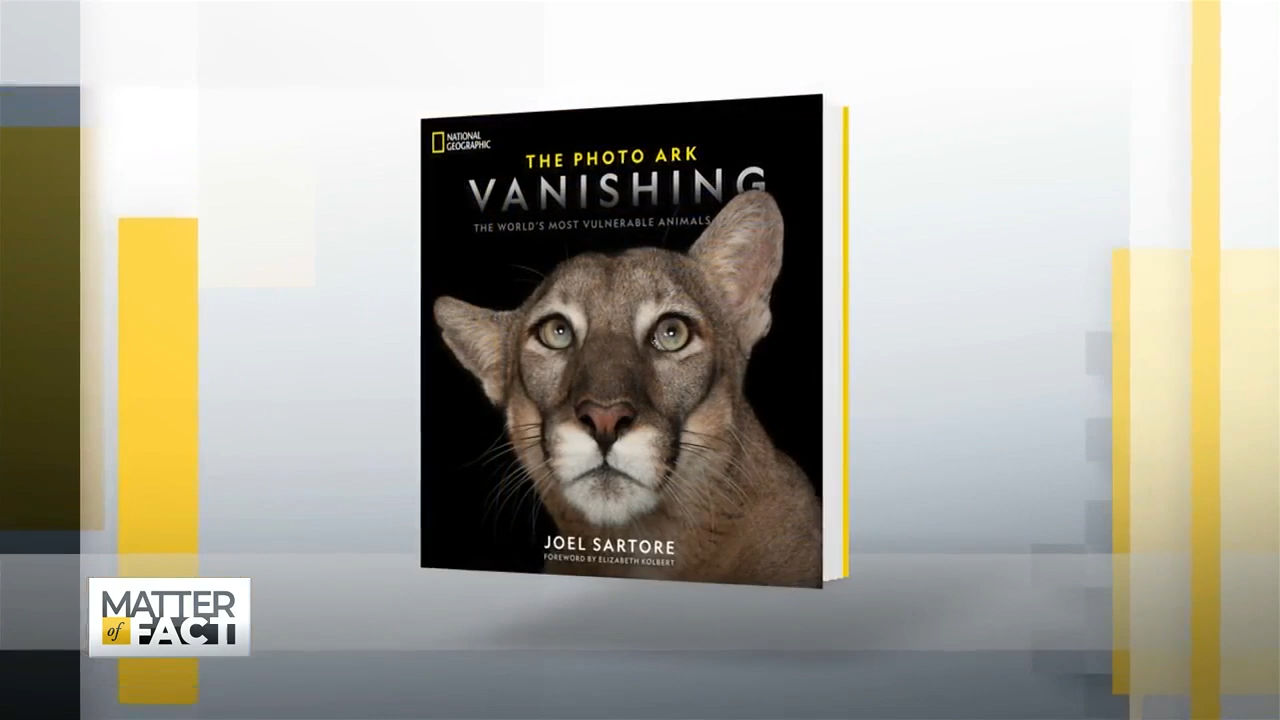 NATIONAL
GEOGRAPHIC
THE PHOTO ARK
VANISHING
THE WORLD'S MOST VULNERABLE ANIMALS
JOEL SARTORE
FOREWORD BY ELIZABETH KOLBERT
MATTER
of FACT